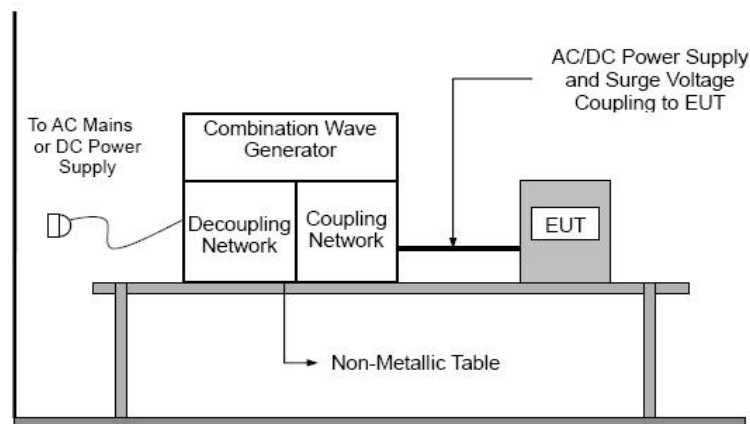 AC/DC Power Supply
and Surge Voltage
Coupling to EUT
To AC Mains
or DC Power
Supply
Combination Wave
Generator
Decoupling
Network
Coupling
Network
EUT
Non-Metallic Table